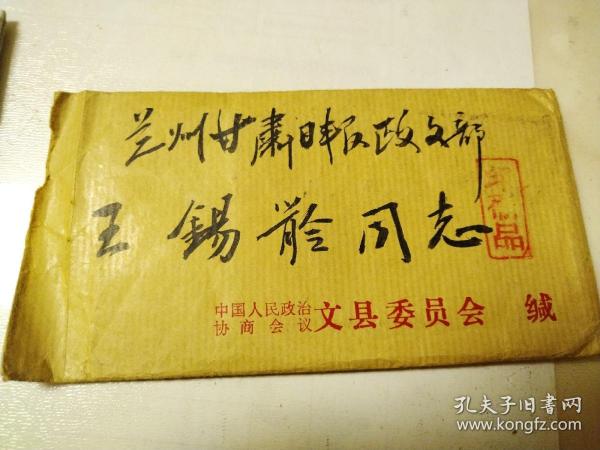 兰州甘肃日报政文部
王锡龄同志
品
中国人民政治
协商会议
文县委员会 缄
孔夫子旧书网
www.kongfz.com